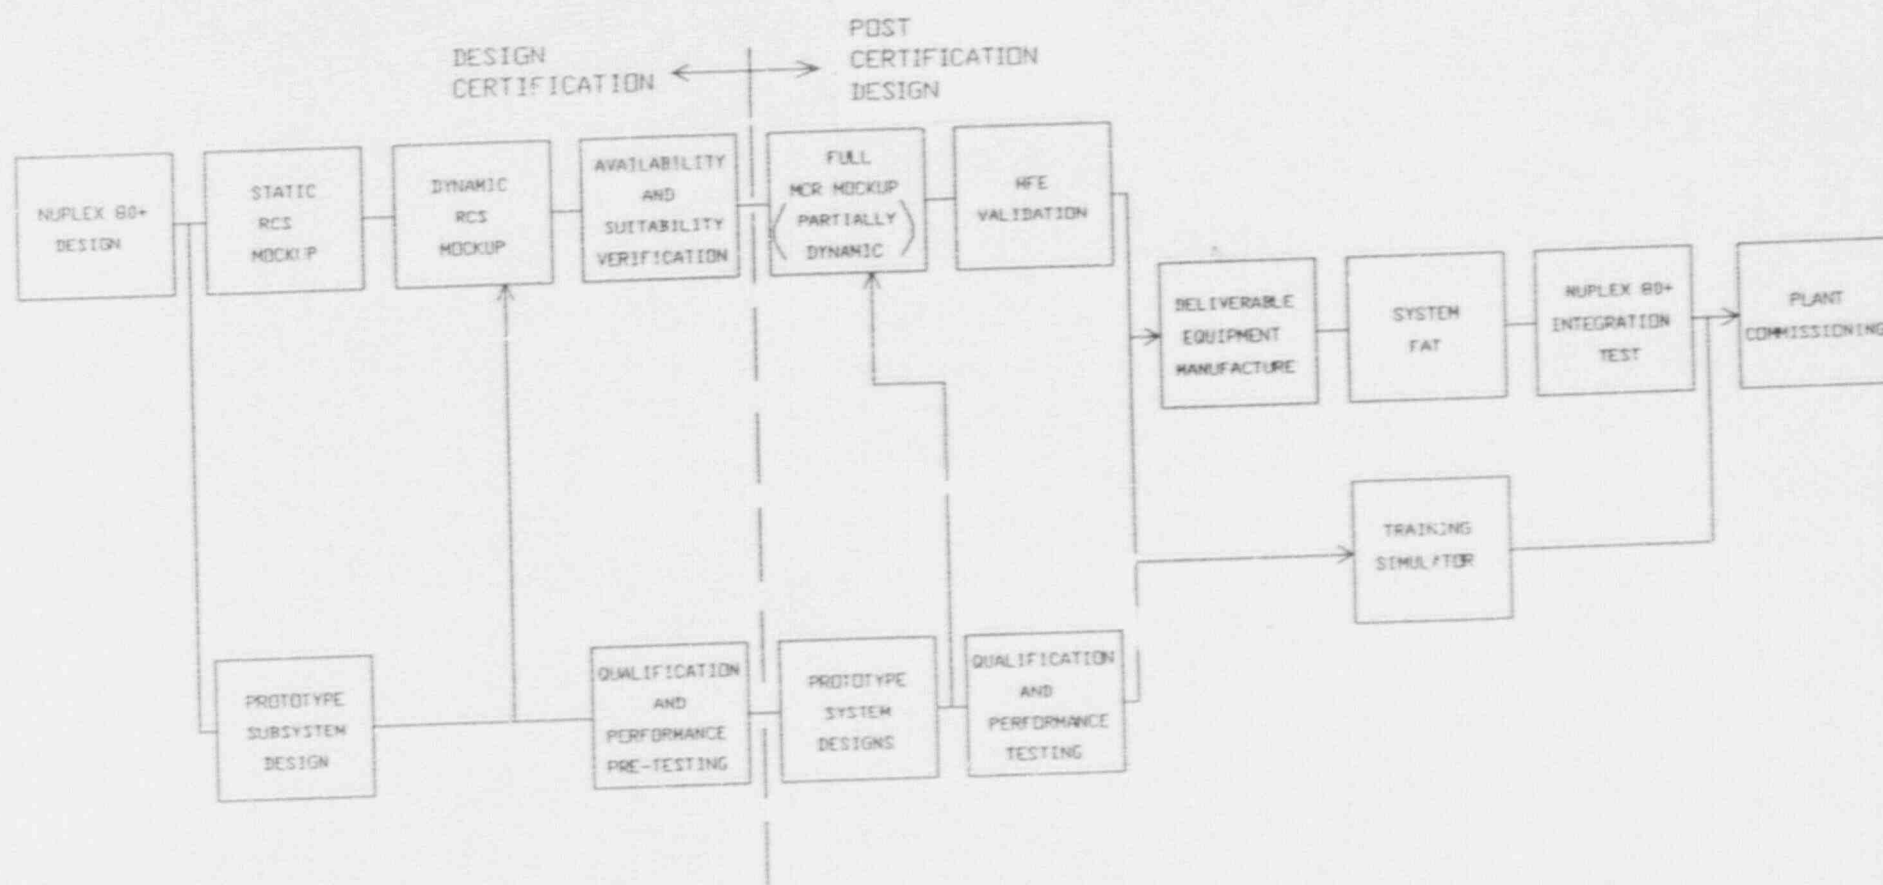 DESIGN
CERTIFICATION
POST
CERTIFICATION
DESIGN
NUPLEX 80+
DESIGN
STATIC
RCS
MOCKUP
DYNAMIC
RCS
MOCKUP
AVAILABILITY
AND
SUITABILITY
VERIFICATION
FULL
MCR MOCKUP
(PARTIALLY
DYNAMIC)
HFE
VALIDATION
DELIVERABLE
EQUIPMENT
MANUFACTURE
SYSTEM
FAT
NUPLEX 80+
INTEGRATION
TEST
PLANT
COMMISSIONING
TRAINING
SIMULATOR
PROTOTYPE
SUBSYSTEM
DESIGN
QUALIFICATION
AND
PERFORMANCE
PRE-TESTING
PROTOTYPE
SYSTEM
DESIGNS
QUALIFICATION
AND
PERFORMANCE
TESTING